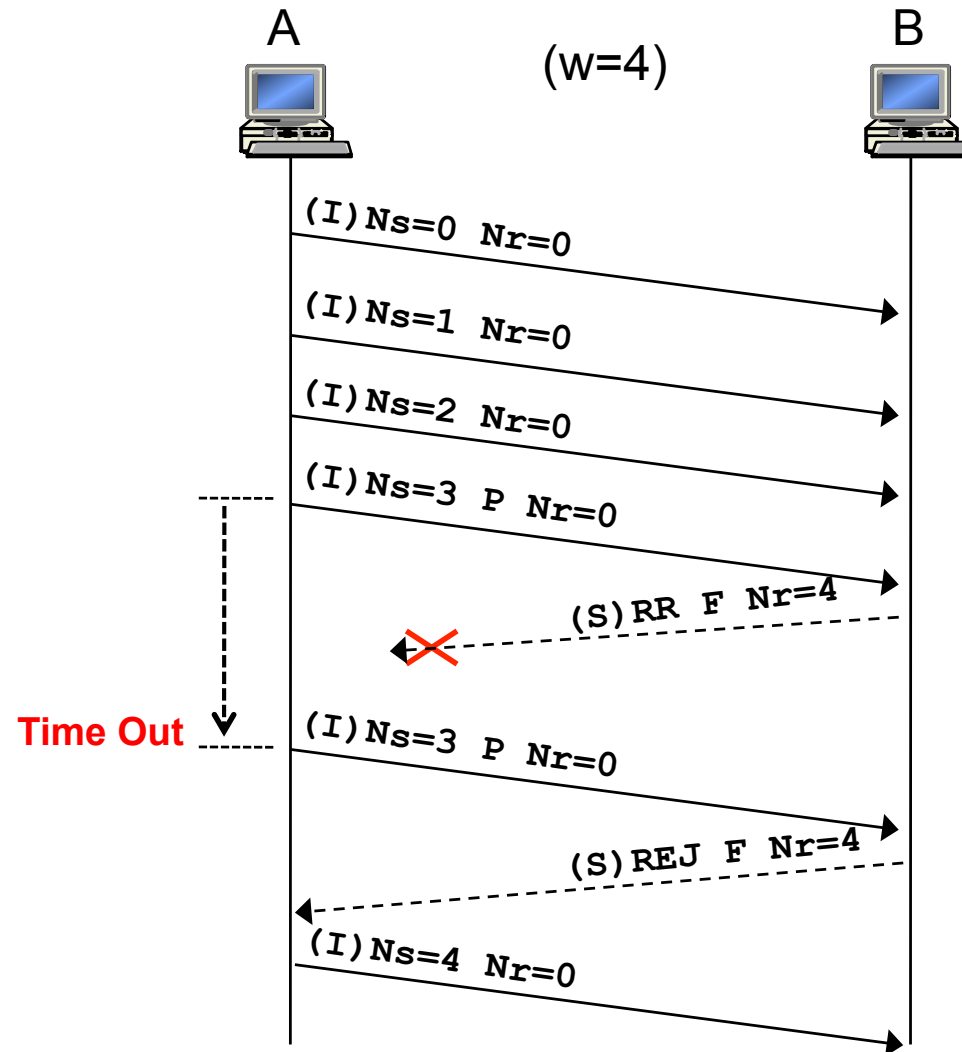 A
B
(w=4)
(I)Ns=0 Nr=0
(I)Ns=1 Nr=0
(I)Ns=2 Nr=0
(I)Ns=3 P Nr=0
(S)RR F Nr=4
Time Out
(I)Ns=3 P Nr=0
(S)REJ F Nr=4
(I)Ns=4 Nr=0